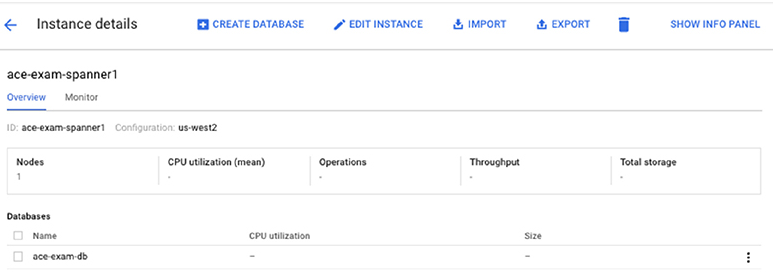 Instance details CREATE DATABASE EDIT INSTANCE IMPORT EXPORT SHOW INFO PANEL
ace-exam-spanner1
Overview Monitor
ID: ace-exam-spanner1 Configuration: us-west2
Nodes CPU utilization (mean) Operations Throughput Total storage
1 - - - -
Databases
Name CPU utilization Size
ace-exam-db – –